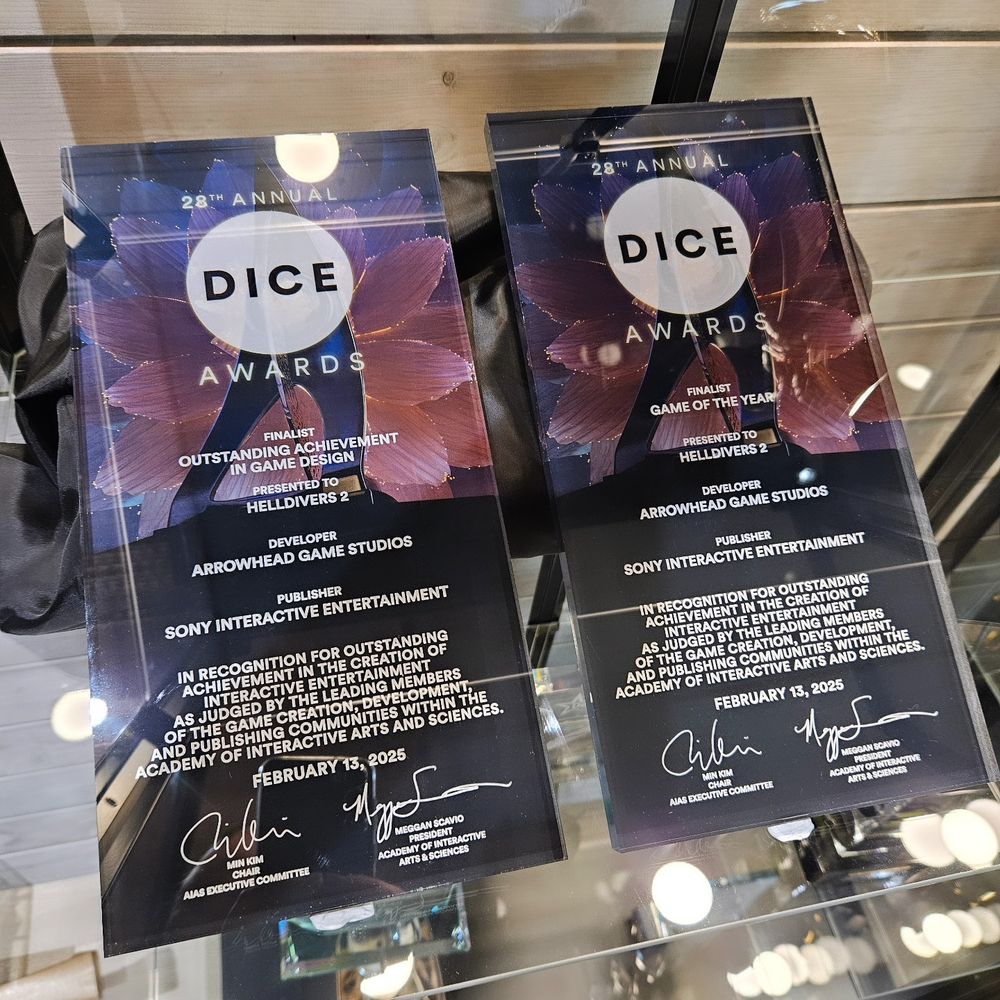 28TH ANNUAL
DICE
AWARDS
FINALIST
OUTSTANDING ACHIEVEMENT
IN GAME DESIGN
PRESENTED TO
HELLDIVERS 2
DEVELOPER
ARROWHEAD GAME STUDIOS
PUBLISHER
SONY INTERACTIVE ENTERTAINMENT
IN RECOGNITION FOR OUTSTANDING
ACHIEVEMENT IN THE CREATION OF
INTERACTIVE ENTERTAINMENT
AS JUDGED BY THE LEADING MEMBERS
OF THE GAME CREATION, DEVELOPMENT,
AND PUBLISHING COMMUNITIES WITHIN THE
ACADEMY OF INTERACTIVE ARTS AND SCIENCES.
FEBRUARY 13, 2025
MIN KIM
CHAIR
AIAS EXECUTIVE COMMITTEE
MEGGAN SCAVIO
PRESIDENT
ACADEMY OF INTERACTIVE
ARTS & SCIENCES
28TH ANNUAL
DICE
AWARDS
FINALIST
GAME OF THE YEAR
PRESENTED TO
HELLDIVERS 2
DEVELOPER
ARROWHEAD GAME STUDIOS
PUBLISHER
SONY INTERACTIVE ENTERTAINMENT
IN RECOGNITION FOR OUTSTANDING
ACHIEVEMENT IN THE CREATION OF
INTERACTIVE ENTERTAINMENT
AS JUDGED BY THE LEADING MEMBERS
OF THE GAME CREATION, DEVELOPMENT,
AND PUBLISHING COMMUNITIES WITHIN THE
ACADEMY OF INTERACTIVE ARTS AND SCIENCES.
FEBRUARY 13, 2025
MIN KIM
CHAIR
AIAS EXECUTIVE COMMITTEE
MEGGAN SCAVIO
PRESIDENT
ACADEMY OF INTERACTIVE
ARTS & SCIENCES